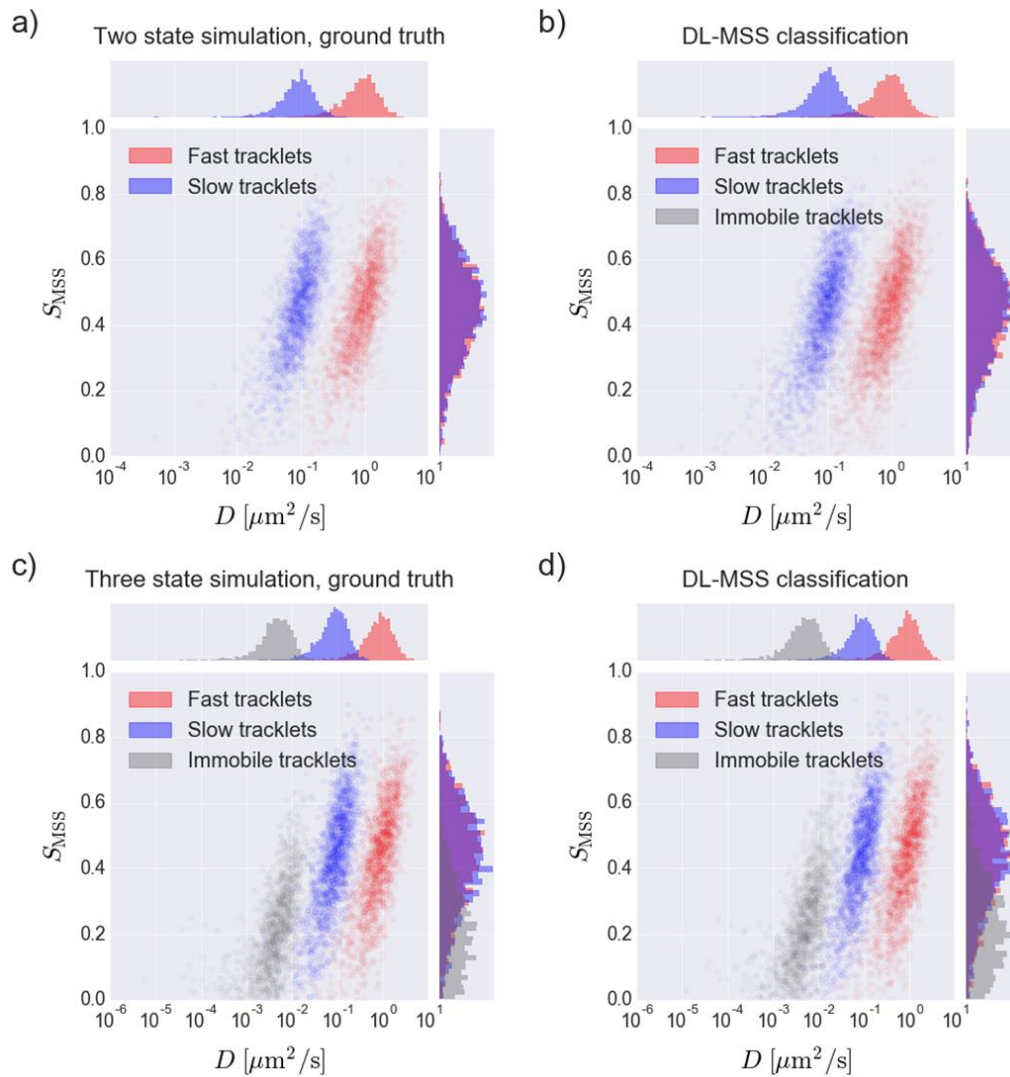 a)
Two state simulation, ground truth
1.0
Fast tracklets
Slow tracklets
0.8
0.6
S_MSS
0.4
0.2
0.0
10^-4 10^-3 10^-2 10^-1 10^0 10^1
D [μm²/s]
b)
DL-MSS classification
1.0
Fast tracklets
Slow tracklets
Immobile tracklets
0.8
0.6
S_MSS
0.4
0.2
0.0
10^-4 10^-3 10^-2 10^-1 10^0 10^1
D [μm²/s]
c)
Three state simulation, ground truth
1.0
Fast tracklets
Slow tracklets
Immobile tracklets
0.8
0.6
S_MSS
0.4
0.2
0.0
10^-6 10^-5 10^-4 10^-3 10^-2 10^-1 10^0 10^1
D [μm²/s]
d)
DL-MSS classification
1.0
Fast tracklets
Slow tracklets
Immobile tracklets
0.8
0.6
S_MSS
0.4
0.2
0.0
10^-6 10^-5 10^-4 10^-3 10^-2 10^-1 10^0 10^1
D [μm²/s]